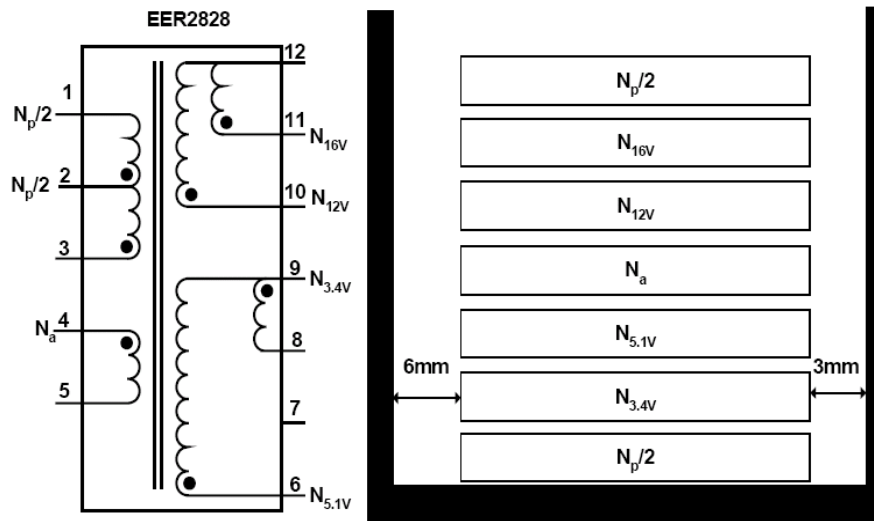 EER2828
1
N_p/2
2
N_p/2
3
4
N_a
5
12
11
N_16V
10
N_12V
9
N_3.4V
8
7
6
N_5.1V
N_p/2
N_16V
N_12V
N_a
N_5.1V
6mm
3mm
N_3.4V
N_p/2